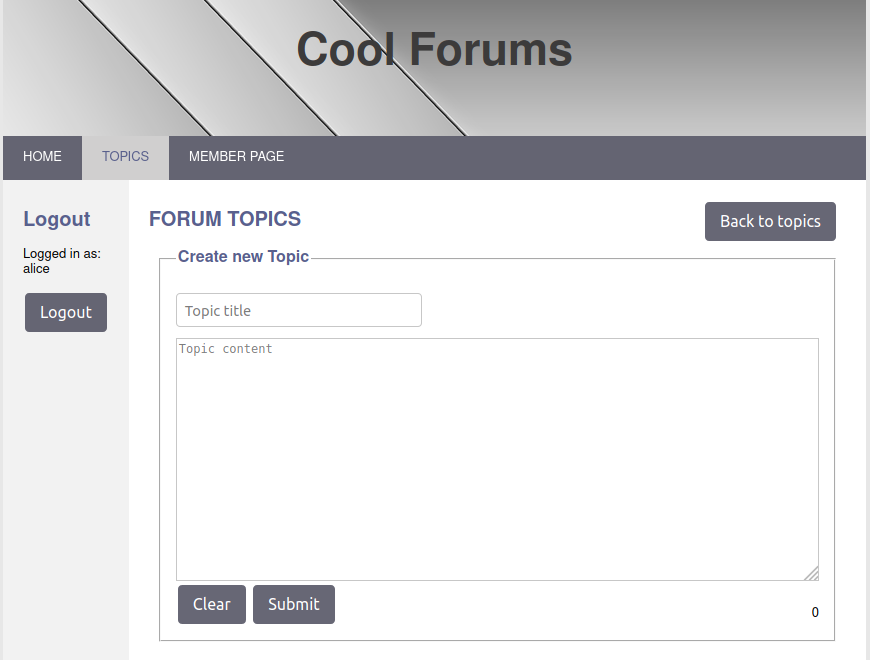 Cool Forums
HOME TOPICS MEMBER PAGE
Logout
Logged in as:
alice
Logout
FORUM TOPICS
Back to topics
Create new Topic
Topic title
Topic content
Clear Submit
0